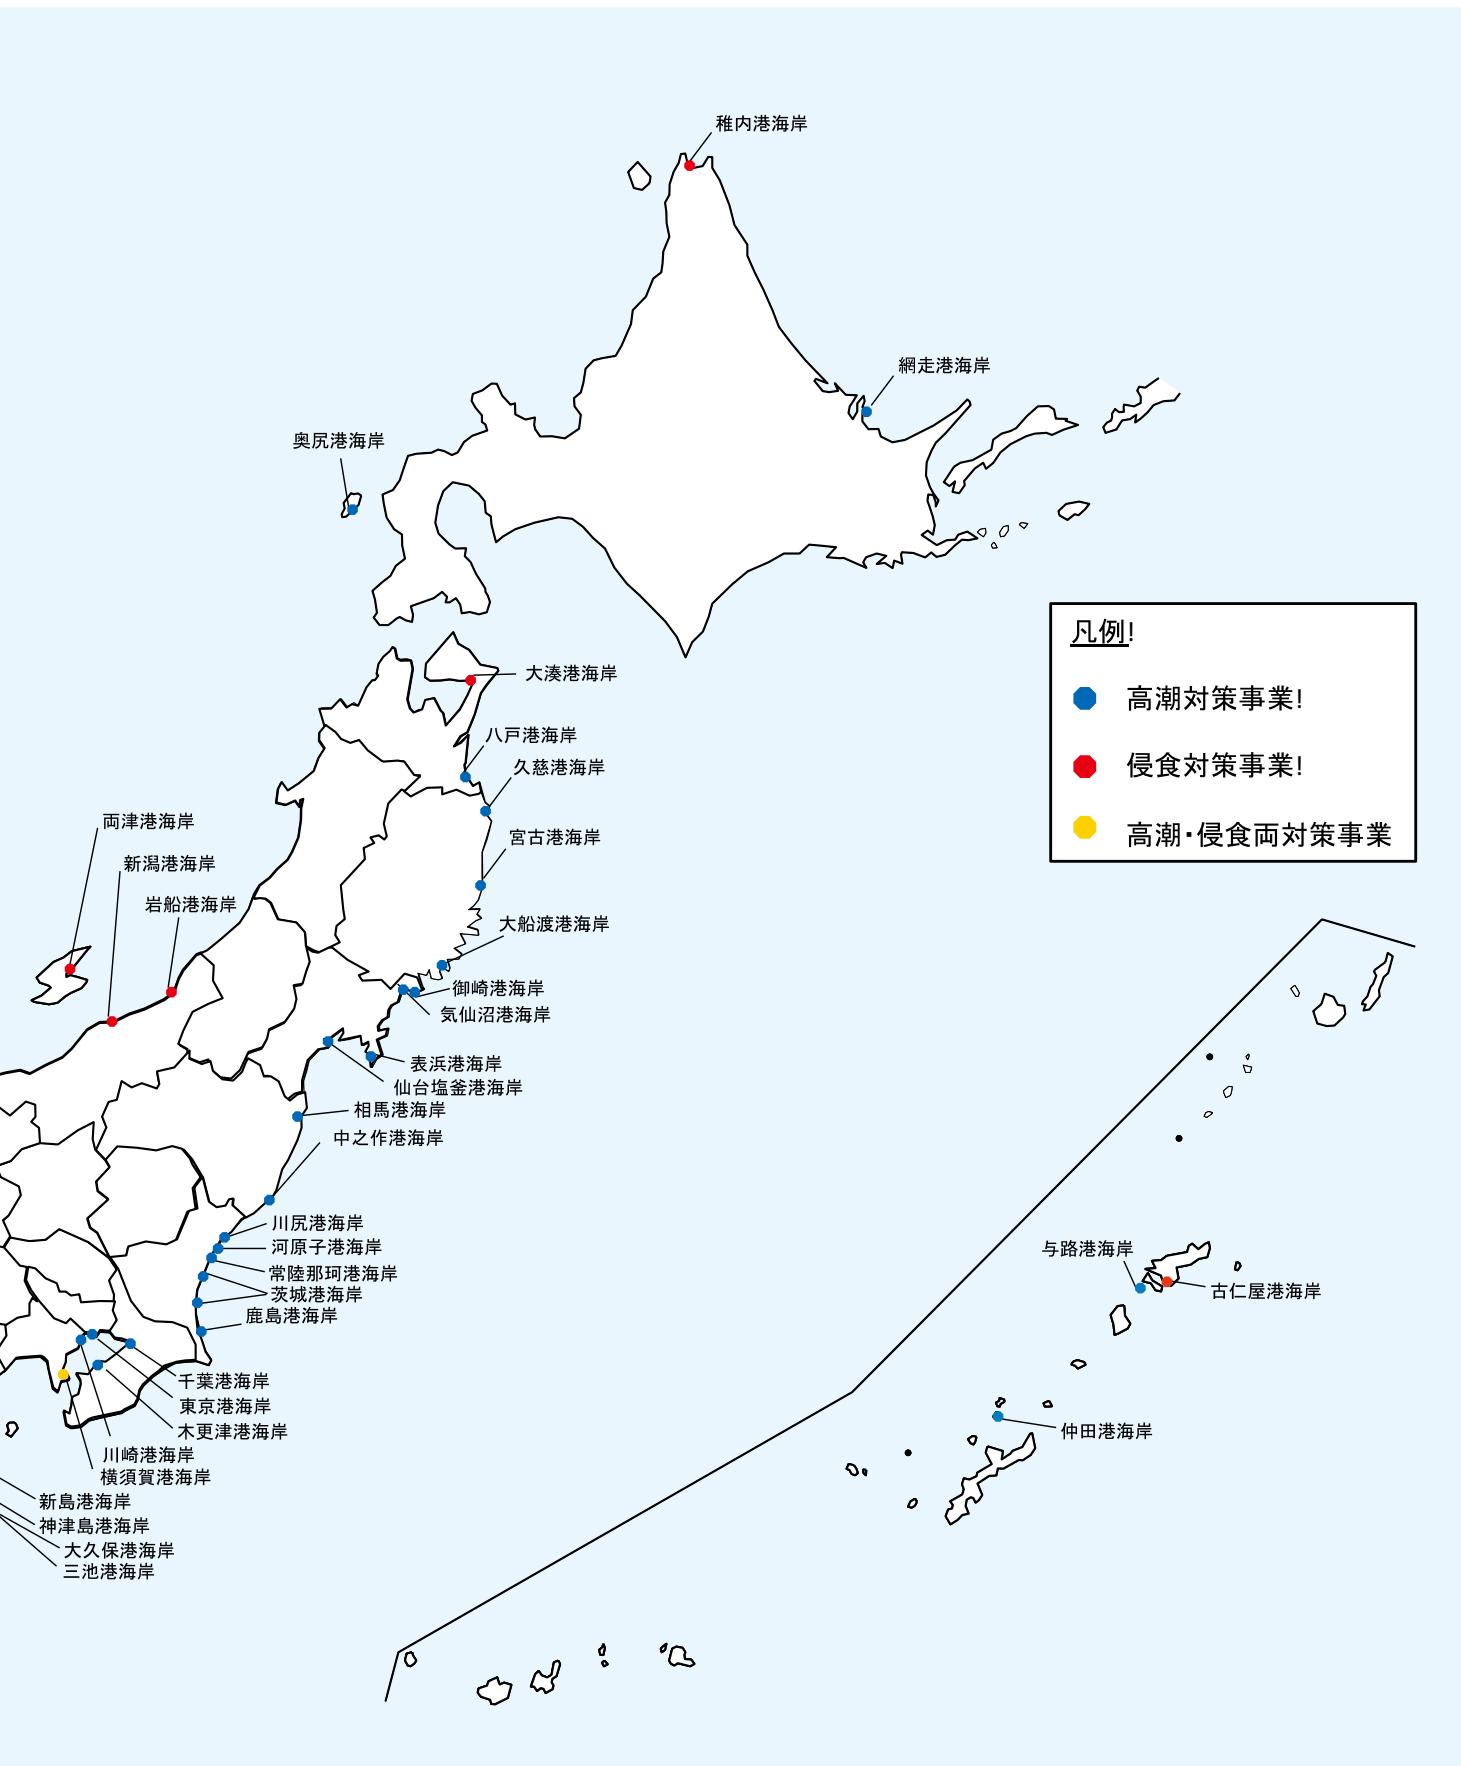 稚内港海岸
網走港海岸
奥尻港海岸
凡例!
高潮対策事業!
侵食対策事業!
高潮・侵食両対策事業
大湊港海岸
八戸港海岸
久慈港海岸
両津港海岸
宮古港海岸
新潟港海岸
岩船港海岸
大船渡港海岸
御崎港海岸
気仙沼港海岸
表浜港海岸
仙台塩釜港海岸
相馬港海岸
中之作港海岸
川尻港海岸
河原子港海岸
与路港海岸
常陸那珂港海岸
茨城港海岸
古仁屋港海岸
鹿島港海岸
千葉港海岸
東京港海岸
木更津港海岸
仲田港海岸
川崎港海岸
横須賀港海岸
新島港海岸
神津島港海岸
大久保港海岸
三池港海岸